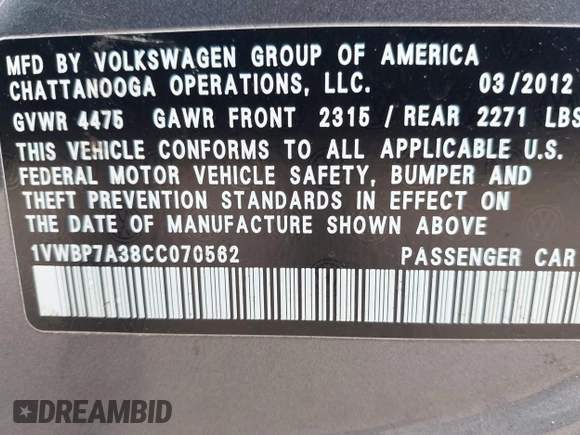 MFD BY VOLKSWAGEN GROUP OF AMERICA
CHATTANOOGA OPERATIONS, LLC. 03/2012
GVWR 4475 GAWR FRONT 2315 / REAR 2271 LBS
THIS VEHICLE CONFORMS TO ALL APPLICABLE U.S.
FEDERAL MOTOR VEHICLE SAFETY, BUMPER AND
THEFT PREVENTION STANDARDS IN EFFECT ON
THE DATE OF MANUFACTURE SHOWN ABOVE
1VWBP7A38CC070562 PASSENGER CAR
DREAMBID